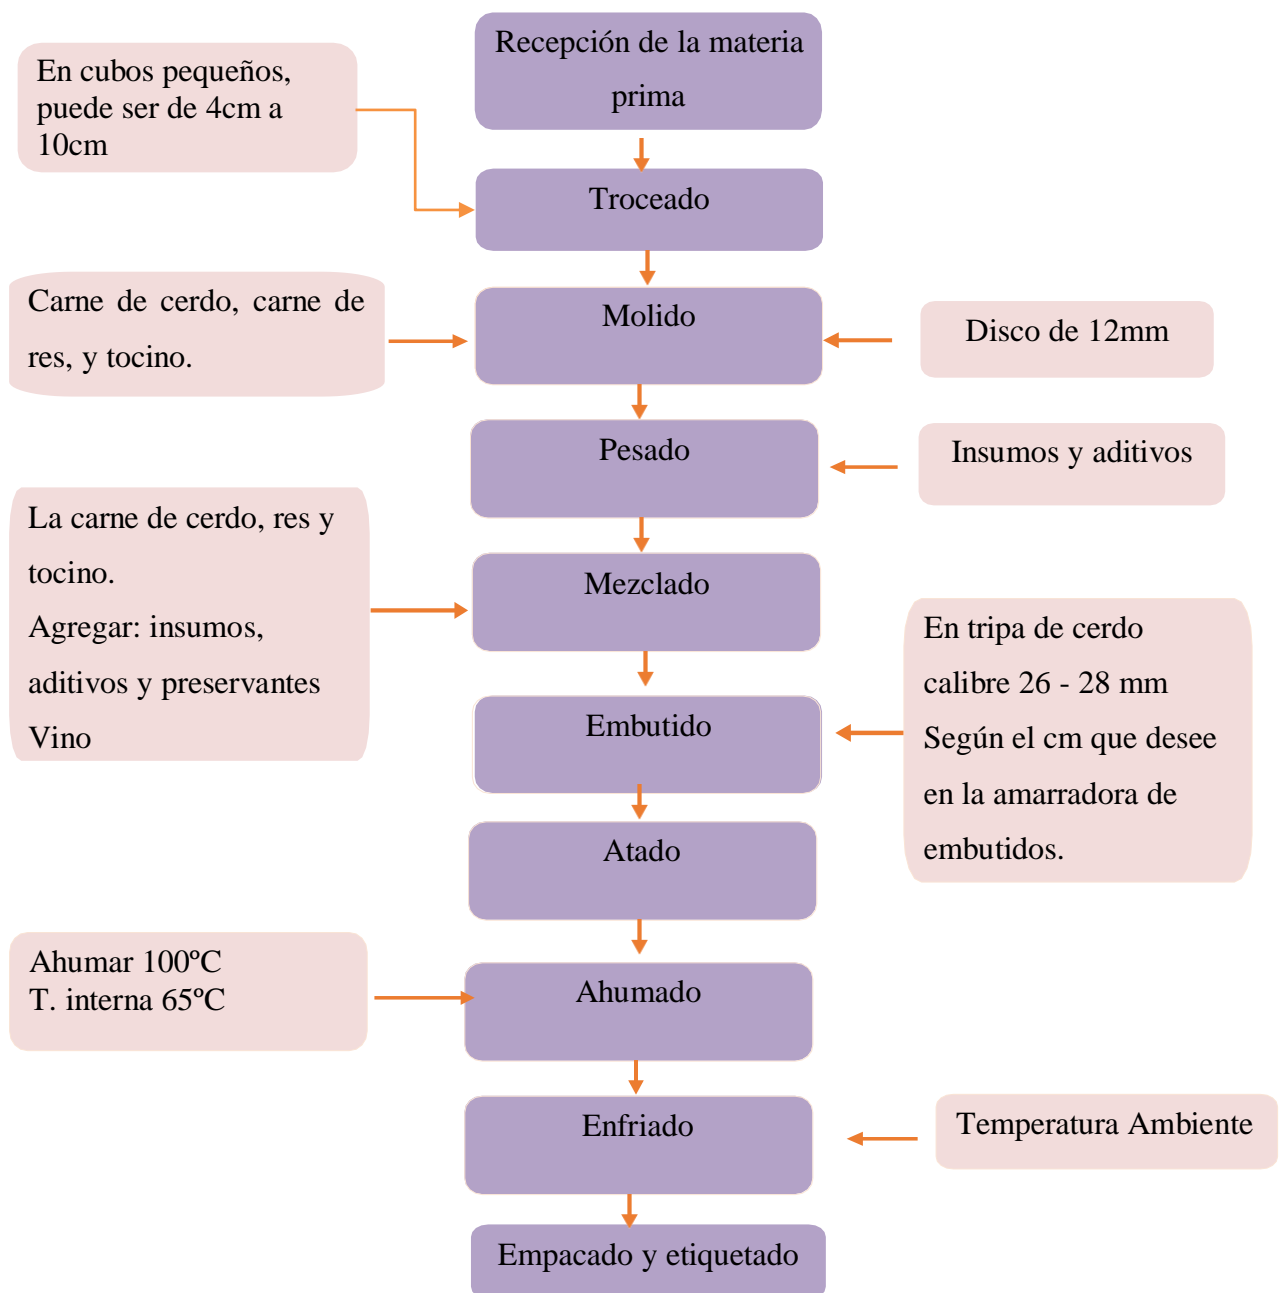 Recepción de la materia
prima
En cubos pequeños,
puede ser de 4cm a
10cm
Troceado
Carne de cerdo, carne de
res, y tocino.
Molido
Disco de 12mm
Pesado
Insumos y aditivos
La carne de cerdo, res y
tocino.
Agregar: insumos,
aditivos y preservantes
Vino
Mezclado
Embutido
En tripa de cerdo
calibre 26 - 28 mm
Según el cm que desee
en la amarradora de
embutidos.
Atado
Ahumar 100ºC
T. interna 65ºC
Ahumado
Enfriado
Temperatura Ambiente
Empacado y etiquetado